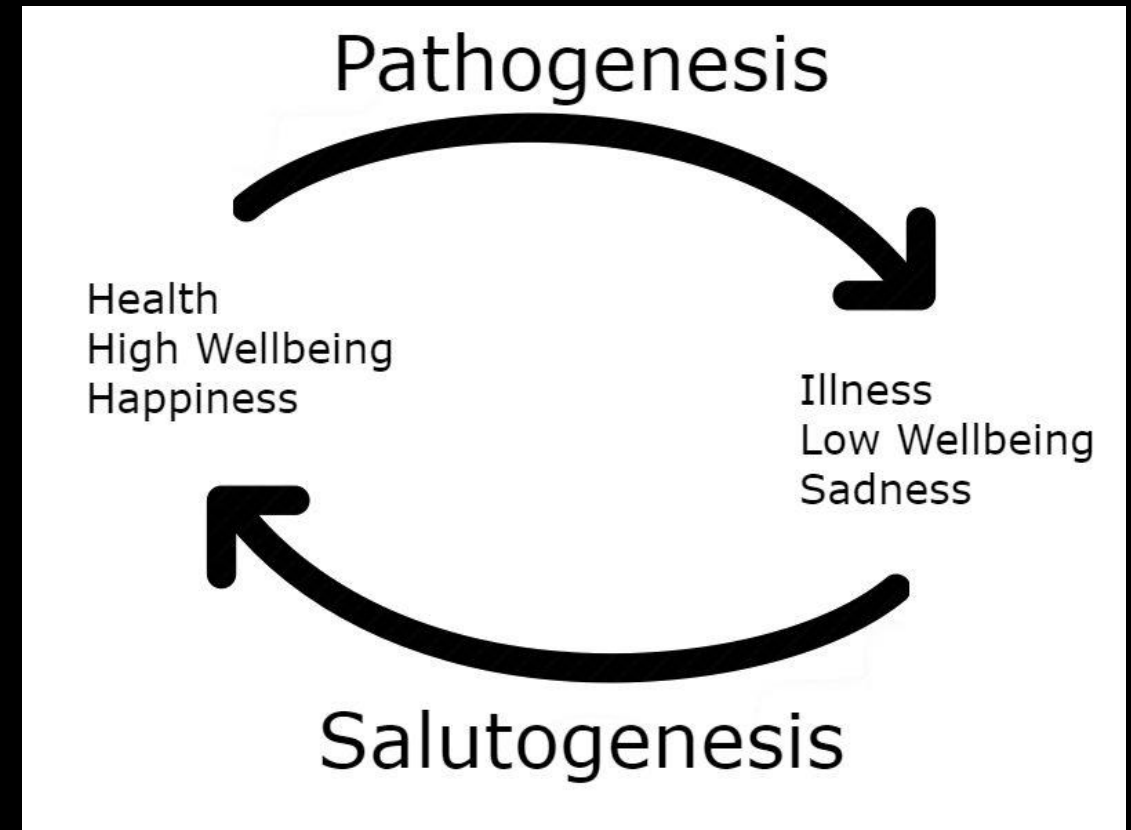 Pathogenesis
Health
High Wellbeing
Happiness
Illness
Low Wellbeing
Sadness
Salutogenesis